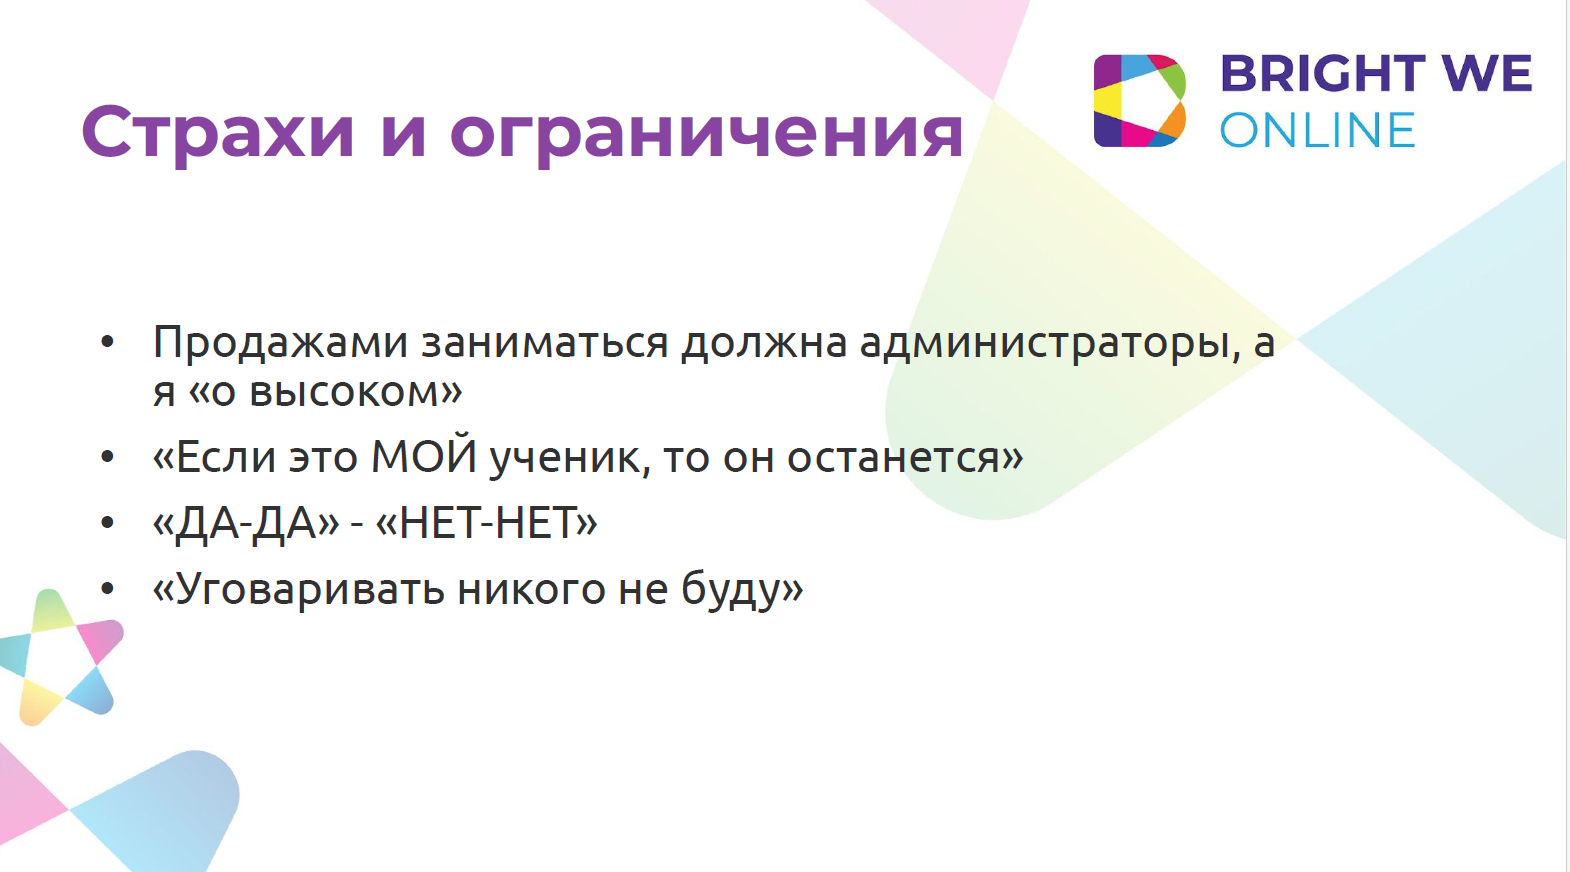 BRIGHT WE
ONLINE
Страхи и ограничения
• Продажами заниматься должна администраторы, а
я «о высоком»
• «Если это МОЙ ученик, то он останется»
• «ДА-ДА» - «НЕТ-НЕТ»
• «Уговаривать никого не буду»